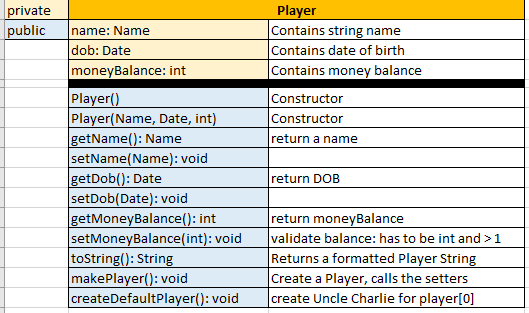 private Player
public name: Name Contains string name
dob: Date Contains date of birth
moneyBalance: int Contains money balance
Player() Constructor
Player(Name, Date, int) Constructor
getName(): Name return a name
setName(Name): void
getDob(): Date return DOB
setDob(Date): void
getMoneyBalance(): int return moneyBalance
setMoneyBalance(int): void validate balance: has to be int and > 1
toString(): String Returns a formatted Player String
makePlayer(): void Create a Player, calls the setters
createDefaultPlayer(): void create Uncle Charlie for player[0]